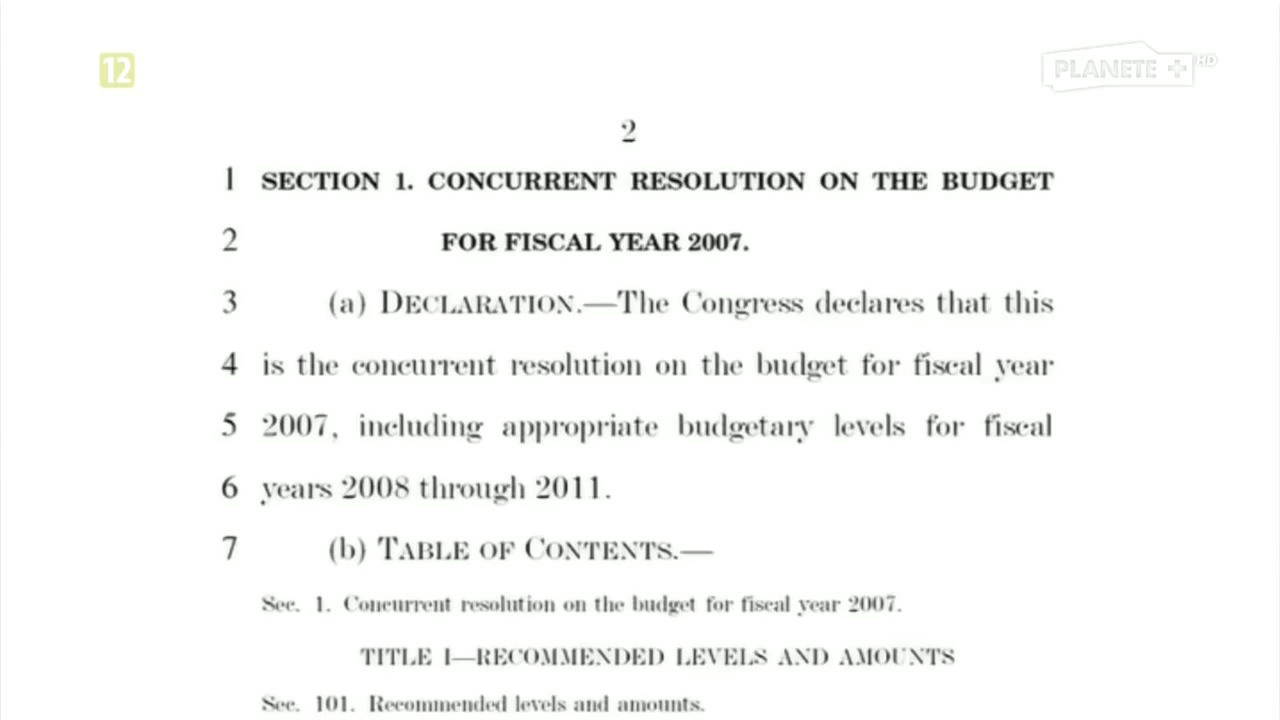 12
PLANETE + HD
2
1 SECTION 1. CONCURRENT RESOLUTION ON THE BUDGET
2 FOR FISCAL YEAR 2007.
3 (a) DECLARATION.—The Congress declares that this
4 is the concurrent resolution on the budget for fiscal year
5 2007, including appropriate budgetary levels for fiscal
6 years 2008 through 2011.
7 (b) TABLE OF CONTENTS.—
Sec. 1. Concurrent resolution on the budget for fiscal year 2007.
TITLE I—RECOMMENDED LEVELS AND AMOUNTS
Sec. 101. Recommended levels and amounts.